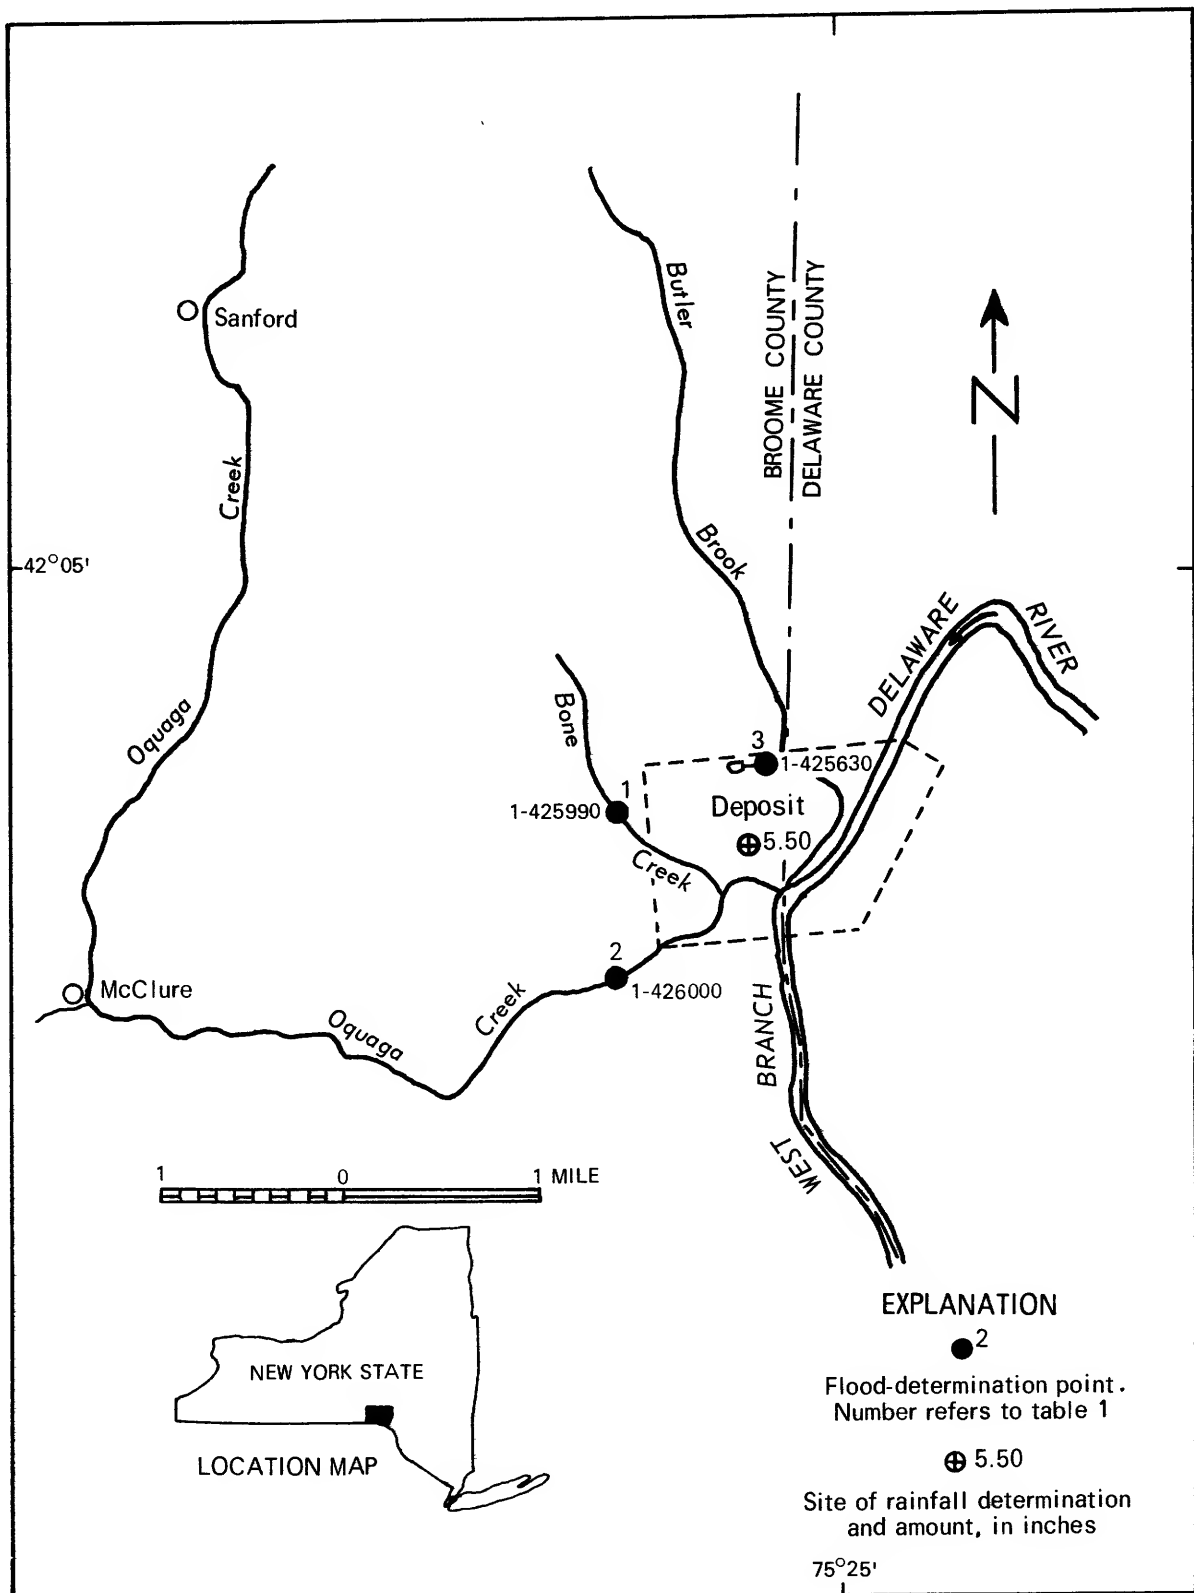 Sanford
Butler
BROOME COUNTY
DELAWARE COUNTY
N
Creek
Brook
42°05'
DELAWARE
RIVER
Oquaga
Bone
3
1-425630
1
1-425990
Deposit
5.50
Creek
2
1-426000
McClure
Oquaga
Creek
BRANCH
WEST
1 0 1 MILE
NEW YORK STATE
LOCATION MAP
EXPLANATION
2
Flood-determination point.
Number refers to table 1
5.50
Site of rainfall determination
and amount, in inches
75°25'